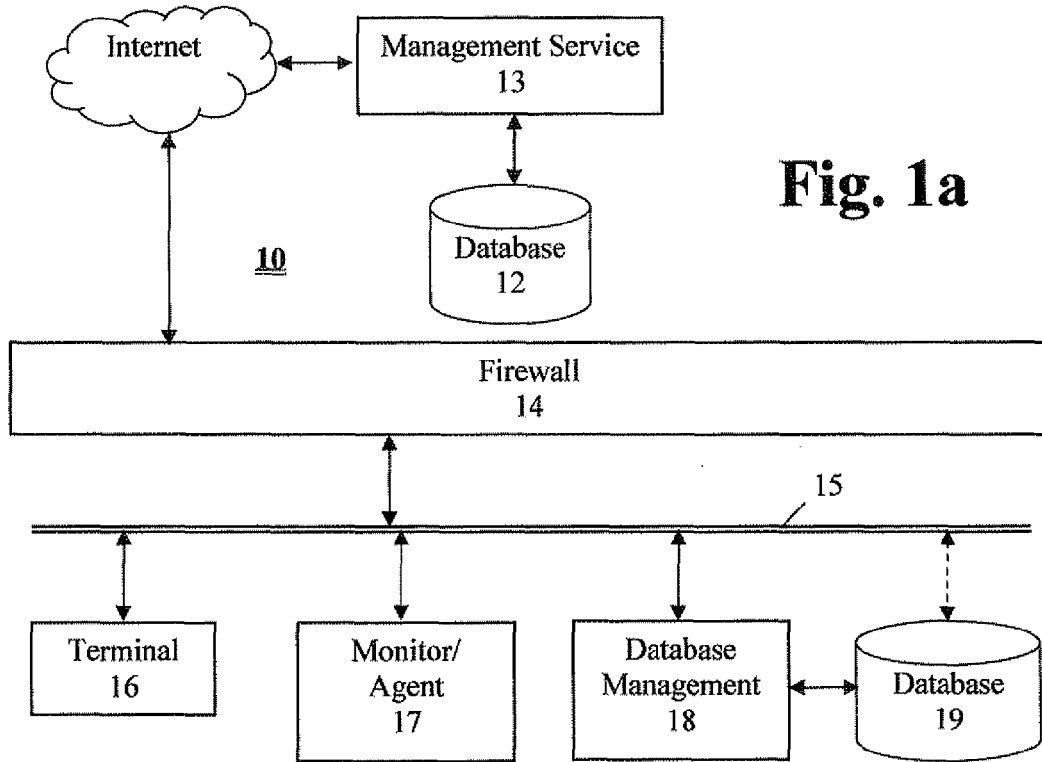 Internet
Management Service
13
Fig. 1a
Database
12
10
Firewall
14
15
Terminal
16
Monitor/
Agent
17
Database
Management
18
Database
19